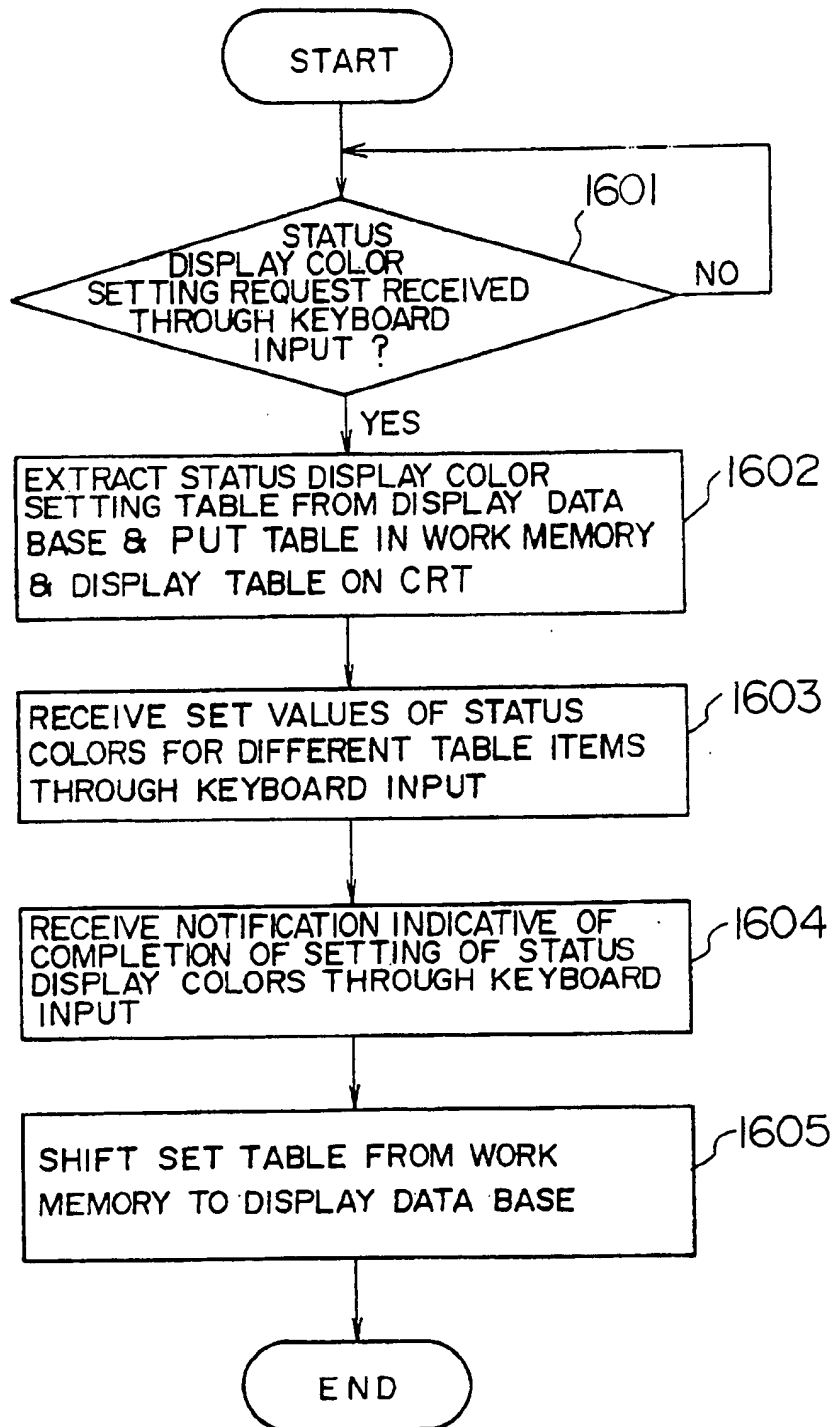 START
1601
STATUS
DISPLAY COLOR
SETTING REQUEST RECEIVED
THROUGH KEYBOARD
INPUT ?
NO
YES
1602
EXTRACT STATUS DISPLAY COLOR
SETTING TABLE FROM DISPLAY DATA
BASE & PUT TABLE IN WORK MEMORY
& DISPLAY TABLE ON CRT
1603
RECEIVE SET VALUES OF STATUS
COLORS FOR DIFFERENT TABLE ITEMS
THROUGH KEYBOARD INPUT
1604
RECEIVE NOTIFICATION INDICATIVE OF
COMPLETION OF SETTING OF STATUS
DISPLAY COLORS THROUGH KEYBOARD
INPUT
1605
SHIFT SET TABLE FROM WORK
MEMORY TO DISPLAY DATA BASE
END